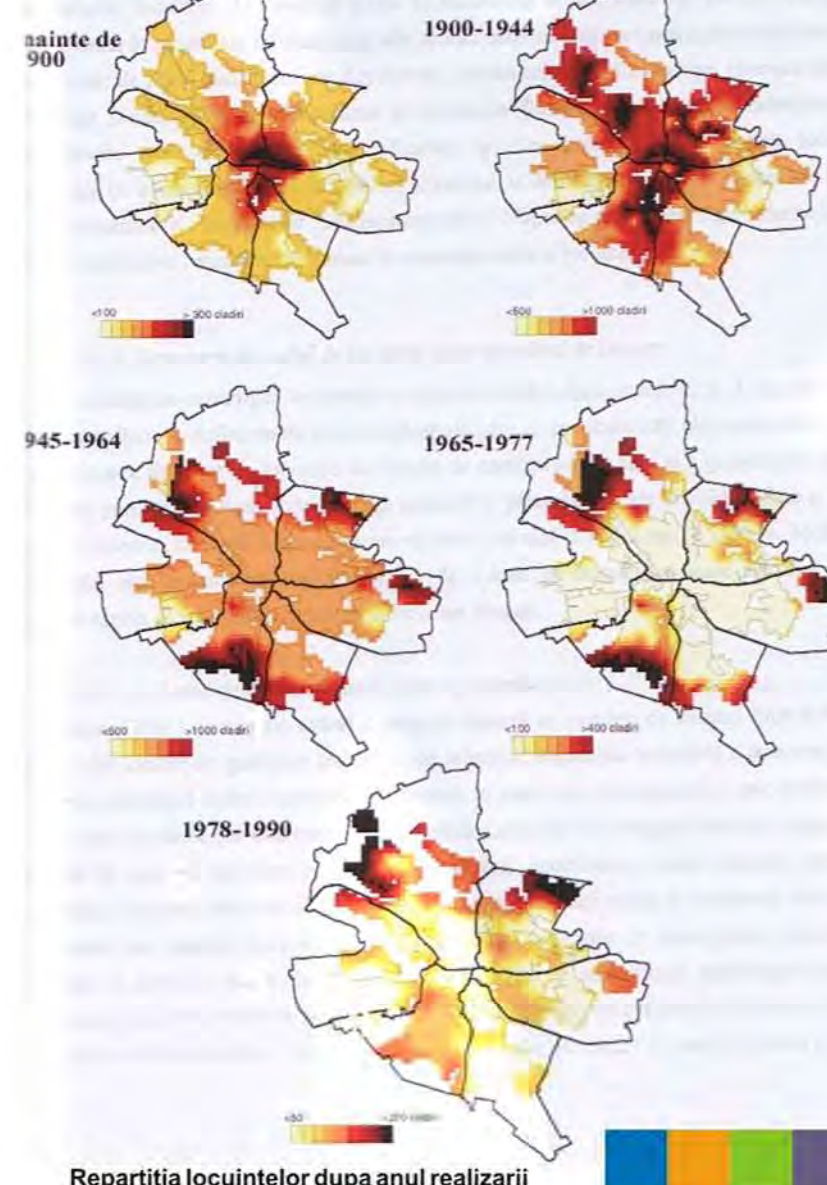 nainte de
900
1900-1944
<100
> 300 cladiri
<500
>1000 cladiri
945-1964
1965-1977
<500
>1000 cladiri
<100
>400 cladiri
1978-1990
<50
Repartitia locuintelor dupa anul realizarii